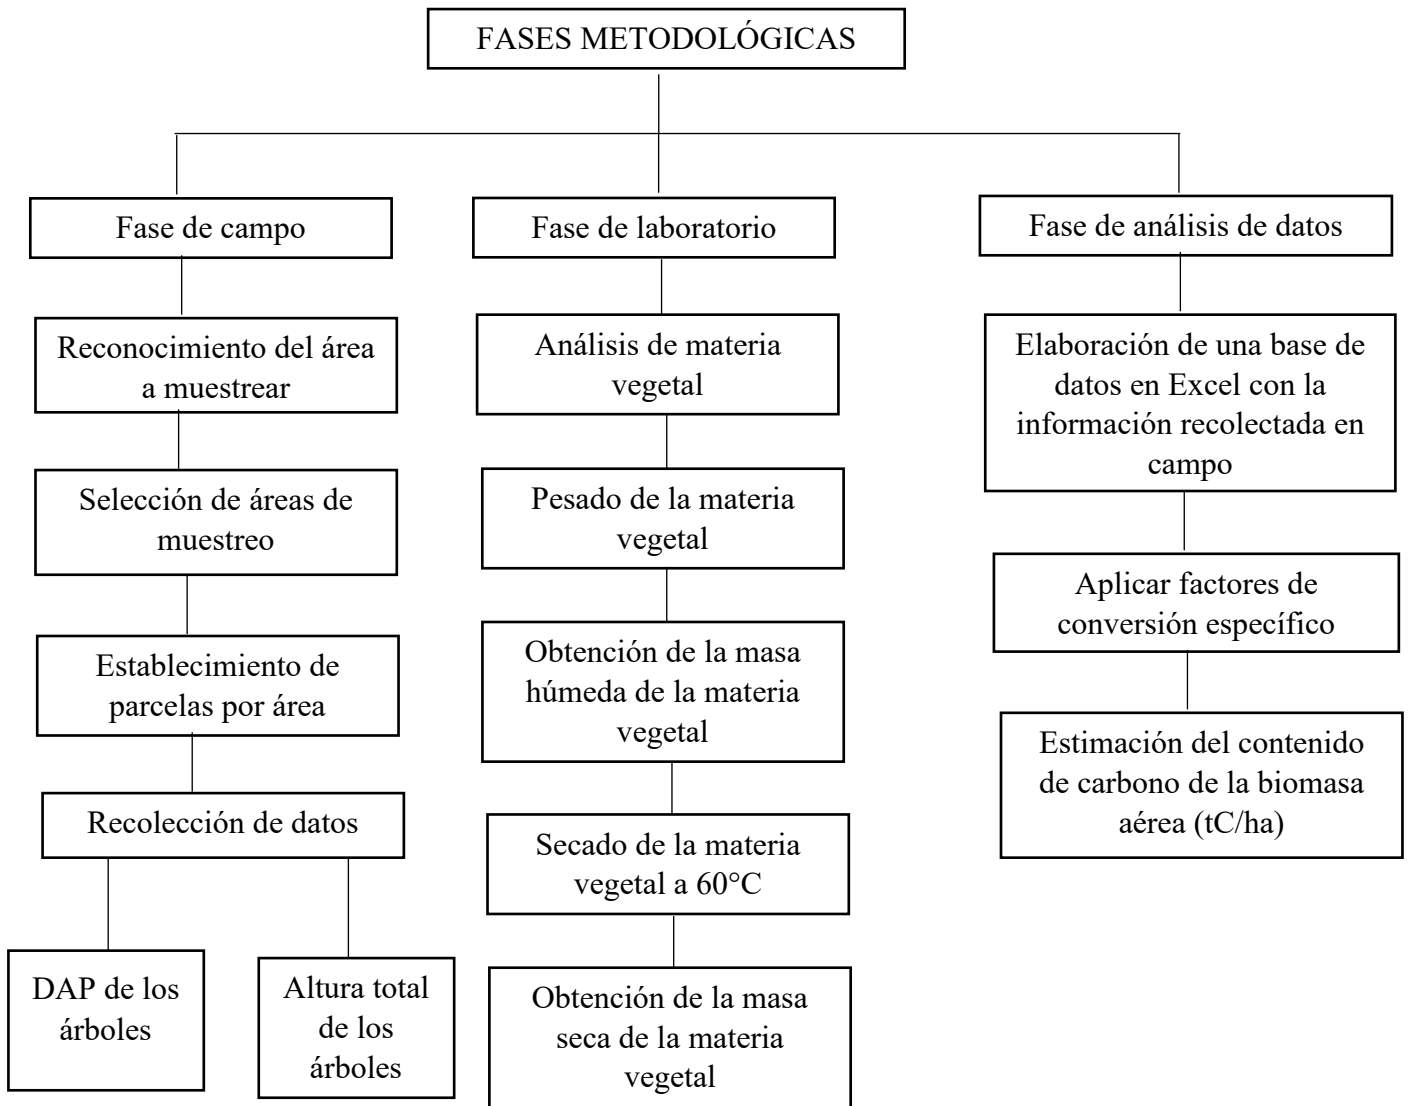 FASES METODOLÓGICAS
Fase de campo
Reconocimiento del área
a muestrear
Selección de áreas de
muestreo
Establecimiento de
parcelas por área
Recolección de datos
DAP de los
árboles
Altura total
de los
árboles
Fase de laboratorio
Análisis de materia
vegetal
Pesado de la materia
vegetal
Obtención de la masa
húmeda de la materia
vegetal
Secado de la materia
vegetal a 60°C
Obtención de la masa
seca de la materia
vegetal
Fase de análisis de datos
Elaboración de una base de
datos en Excel con la
información recolectada en
campo
Aplicar factores de
conversión específico
Estimación del contenido
de carbono de la biomasa
aérea (tC/ha)